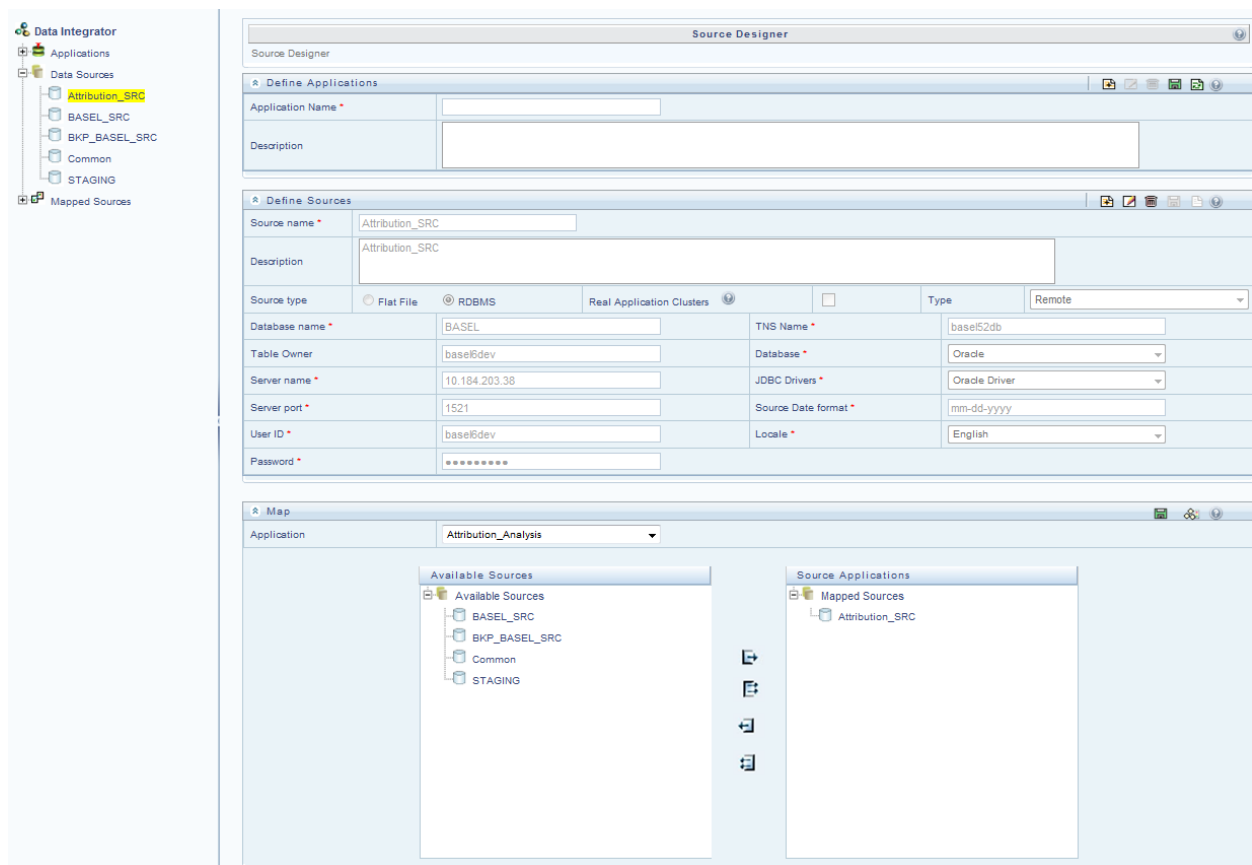 Data Integrator
Applications
Data Sources
Attribution_SRC
BASEL_SRC
BKP_BASEL_SRC
Common
STAGING
Mapped Sources
Source Designer
Source Designer
Define Applications
Application Name *
Description
Define Sources
Source name * Attribution_SRC
Description Attribution_SRC
Source type Flat File RDBMS Real Application Clusters Type Remote
Database name * BASEL TNS Name * basel52db
Table Owner basel6dev Database * Oracle
Server name * 10.184.203.38 JDBC Drivers * Oracle Driver
Server port * 1521 Source Date format * mm-dd-yyyy
User ID * basel6dev Locale * English
Password * •••••••••
Map
Application Attribution_Analysis
Available Sources
Available Sources
BASEL_SRC
BKP_BASEL_SRC
Common
STAGING
Source Applications
Mapped Sources
Attribution_SRC